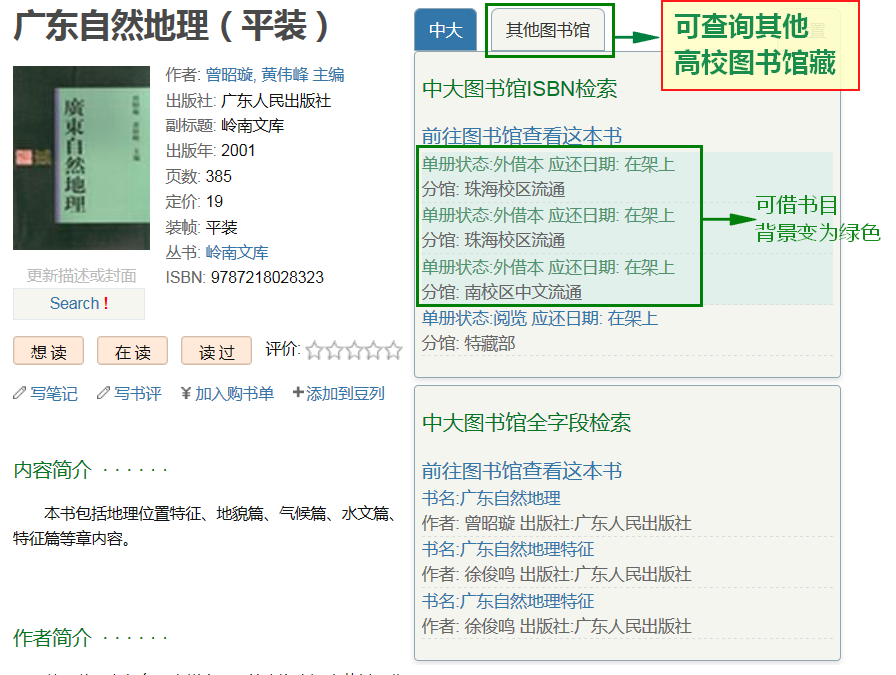 广东自然地理（平装）
廣東自然地理
作者: 曾昭璇, 黄伟峰 主编
出版社: 广东人民出版社
副标题: 岭南文库
出版年: 2001
页数: 385
定价: 19
装帧: 平装
丛书: 岭南文库
ISBN: 9787218028323
更新描述或封面
Search !
想读
在读
读过
评价:
写笔记
写书评
¥加入购书单
+添加到豆列
内容简介 · · · · · ·
本书包括地理位置特征、地貌篇、气候篇、水文篇、
特征篇等章内容。
作者简介 · · · · · ·
中大
其他图书馆
可查询其他
高校图书馆藏
中大图书馆ISBN检索
前往图书馆查看这本书
单册状态:外借本 应还日期: 在架上
分馆: 珠海校区流通
单册状态:外借本 应还日期: 在架上
分馆: 珠海校区流通
单册状态:外借本 应还日期: 在架上
分馆: 南校区中文流通
单册状态:阅览 应还日期: 在架上
分馆: 特藏部
可借书目
背景变为绿色
中大图书馆全字段检索
前往图书馆查看这本书
书名:广东自然地理
作者: 曾昭璇 出版社:广东人民出版社
书名:广东自然地理特征
作者: 徐俊鸣 出版社:广东人民出版社
书名:广东自然地理特征
作者: 徐俊鸣 出版社:广东人民出版社